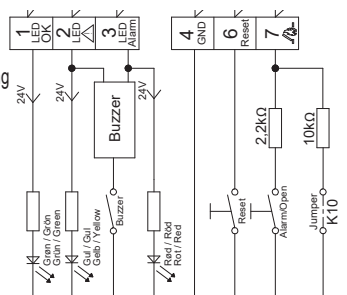 1
LED
OK
2
LED
3
LED
Alarm
4
GND
6
Reset
7
g
24V
24V
24V
Buzzer
2,2kΩ
10kΩ
Grøn / Grön
Grün / Green
Gul / Gul
Gelb / Yellow
Buzzer
Rød / Röd
Rot / Red
Reset
Alarm/Open
Jumper
K10